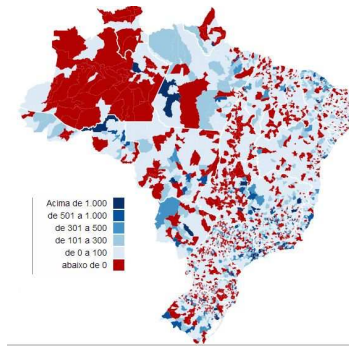 Acima de 1.000
de 501 a 1.000
de 301 a 500
de 101 a 300
de 0 a 100
abaixo de 0